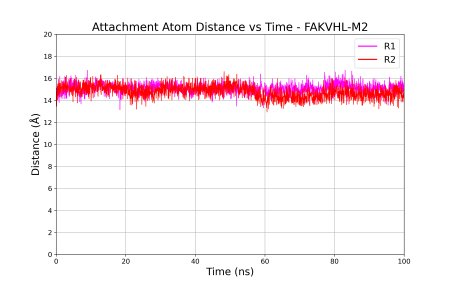 Attachment Atom Distance vs Time - FAKVHL-M2
R1
R2
Distance (Å)
20
18
16
14
12
10
8
6
4
2
0
0 20 40 60 80 100
Time (ns)